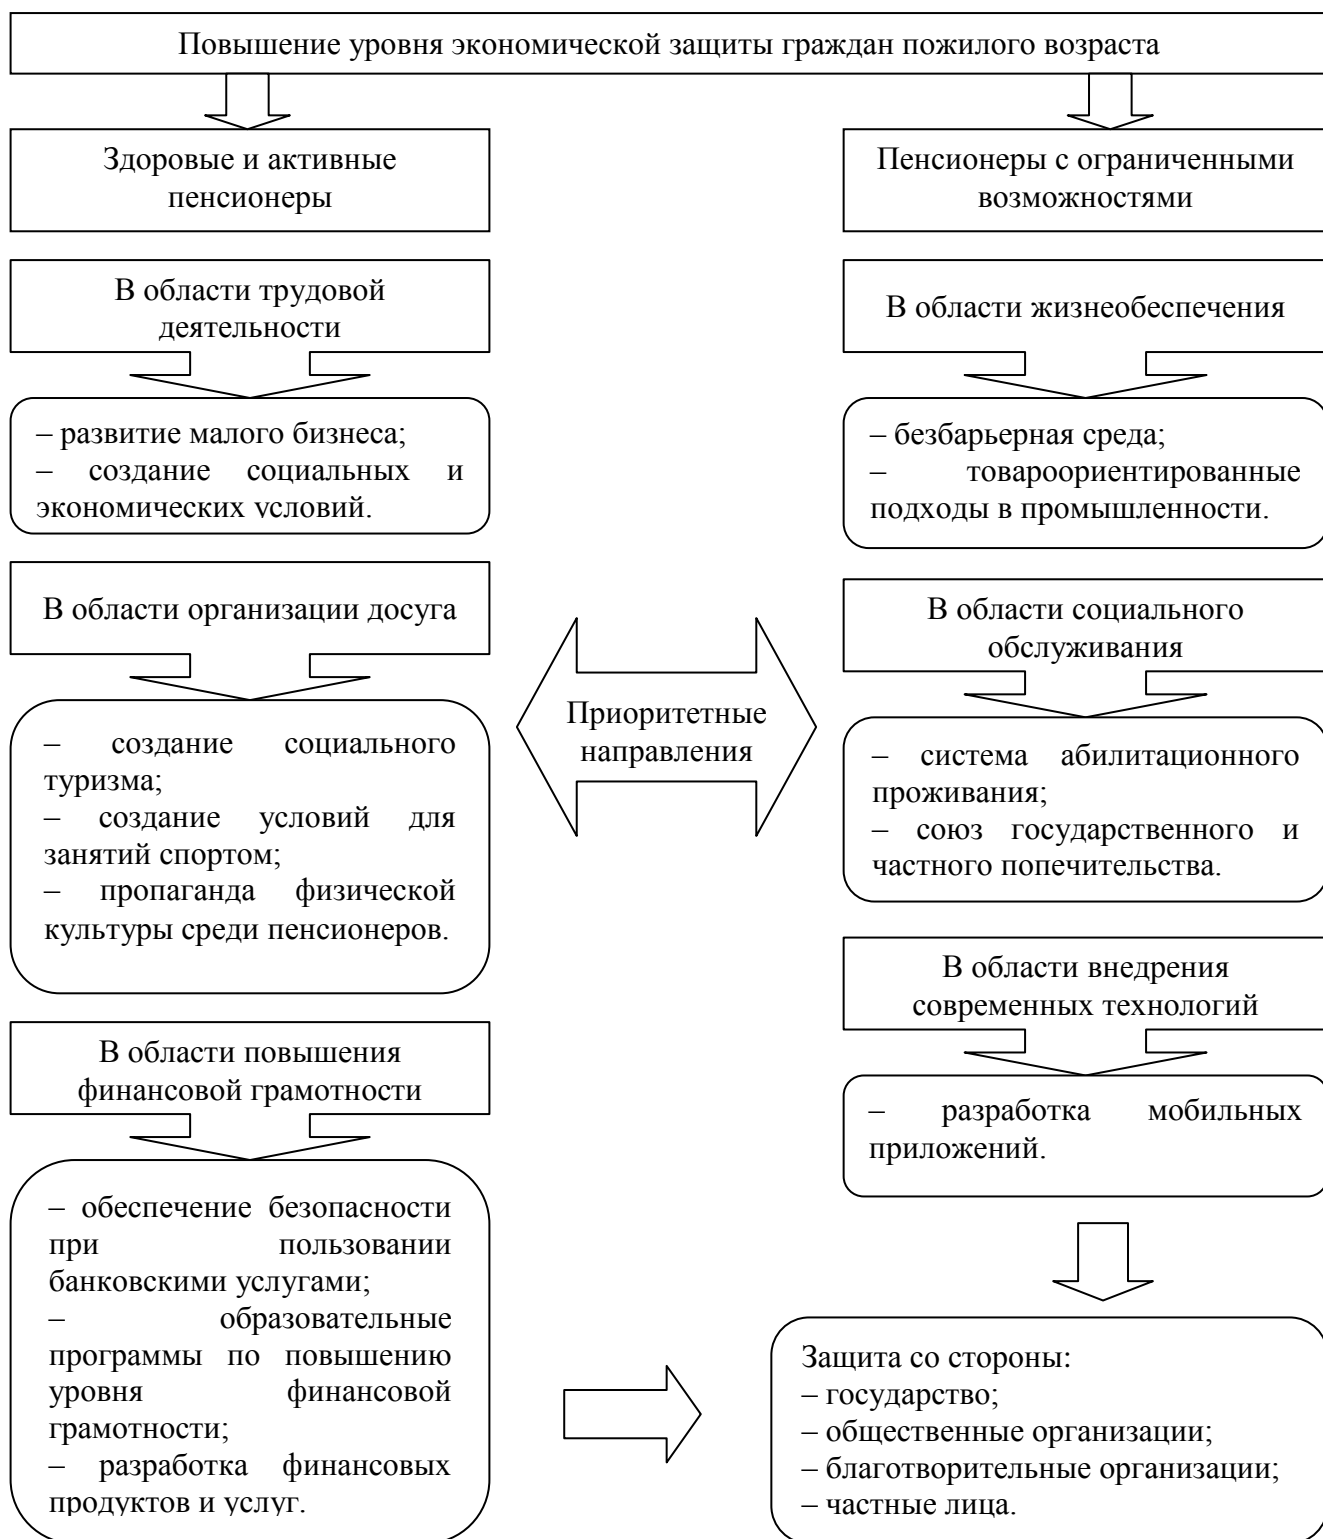 Повышение уровня экономической защиты граждан пожилого возраста
Здоровые и активные
пенсионеры
В области трудовой
деятельности
– развитие малого бизнеса;
– создание социальных и
экономических условий.
В области организации досуга
– создание социального
туризма;
– создание условий для
занятий спортом;
– пропаганда физической
культуры среди пенсионеров.
В области повышения
финансовой грамотности
– обеспечение безопасности
при пользовании
банковскими услугами;
– образовательные
программы по повышению
уровня финансовой
грамотности;
– разработка финансовых
продуктов и услуг.
Приоритетные
направления
Пенсионеры с ограниченными
возможностями
В области жизнеобеспечения
– безбарьерная среда;
– товароориентированные
подходы в промышленности.
В области социального
обслуживания
– система абилитационного
проживания;
– союз государственного и
частного попечительства.
В области внедрения
современных технологий
– разработка мобильных
приложений.
Защита со стороны:
– государство;
– общественные организации;
– благотворительные организации;
– частные лица.